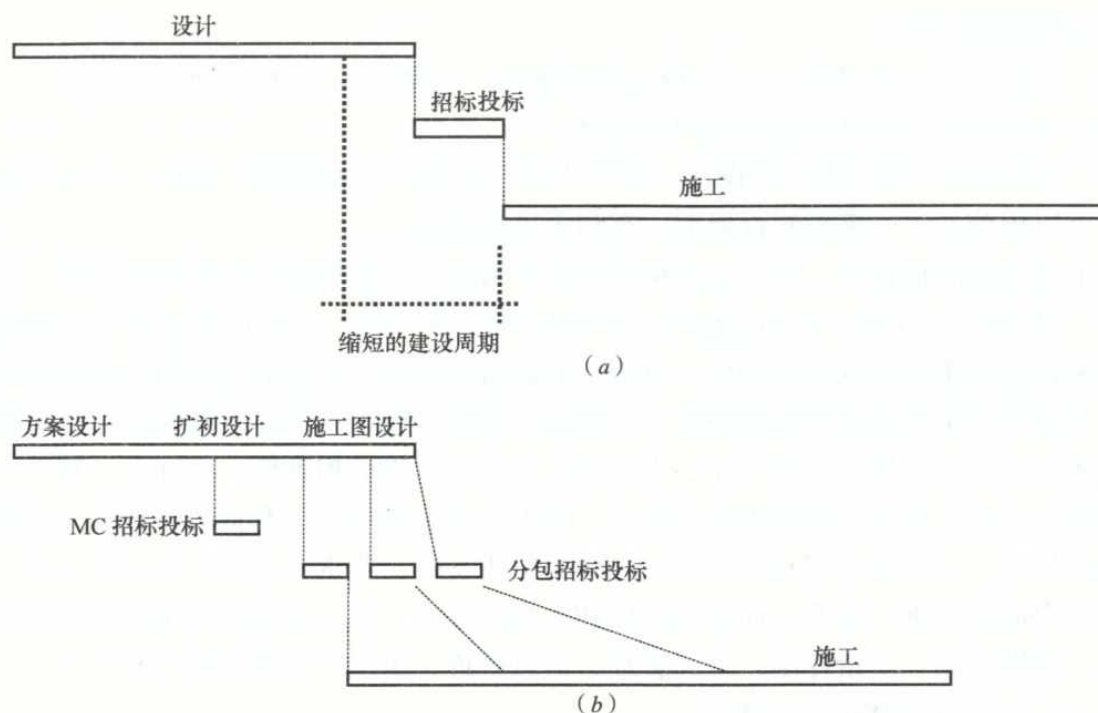 设计
招标投标
施工
缩短的建设周期
(a)
方案设计 扩初设计 施工图设计
MC 招标投标
分包招标投标
施工
(b)